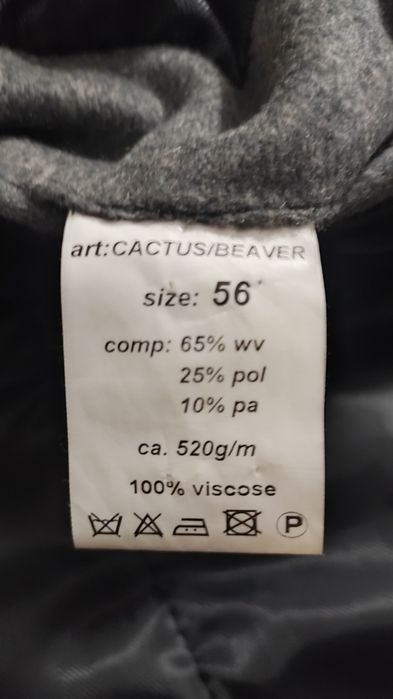 art:CACTUS/BEAVER
size: 56
comp: 65% wv
25% pol
10% pa
ca. 520g/m
100% viscose
P